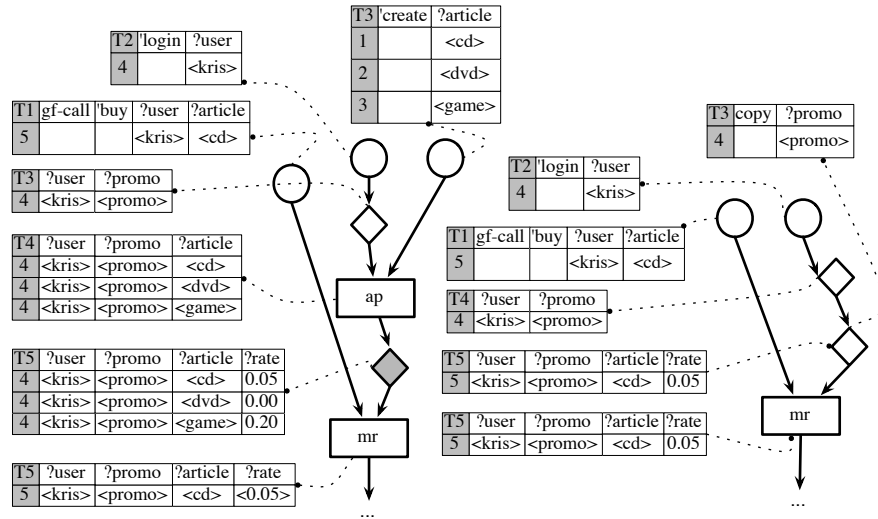 T3 'create ?article
1 <cd>
2 <dvd>
3 <game>
T2 'login ?user
4 <kris>
T1 gf-call 'buy ?user ?article
5 <kris> <cd>
T3 ?user ?promo
4 <kris> <promo>
T4 ?user ?promo ?article
4 <kris> <promo> <cd>
4 <kris> <promo> <dvd>
4 <kris> <promo> <game>
ap
T5 ?user ?promo ?article ?rate
4 <kris> <promo> <cd> 0.05
4 <kris> <promo> <dvd> 0.00
4 <kris> <promo> <game> 0.20
mr
T5 ?user ?promo ?article ?rate
5 <kris> <promo> <cd> <0.05>
...
T3 copy ?promo
4 <promo>
T2 'login ?user
4 <kris>
T1 gf-call 'buy ?user ?article
5 <kris> <cd>
T4 ?user ?promo
4 <kris> <promo>
T5 ?user ?promo ?article ?rate
5 <kris> <promo> <cd> 0.05
mr
T5 ?user ?promo ?article ?rate
5 <kris> <promo> <cd> 0.05
...